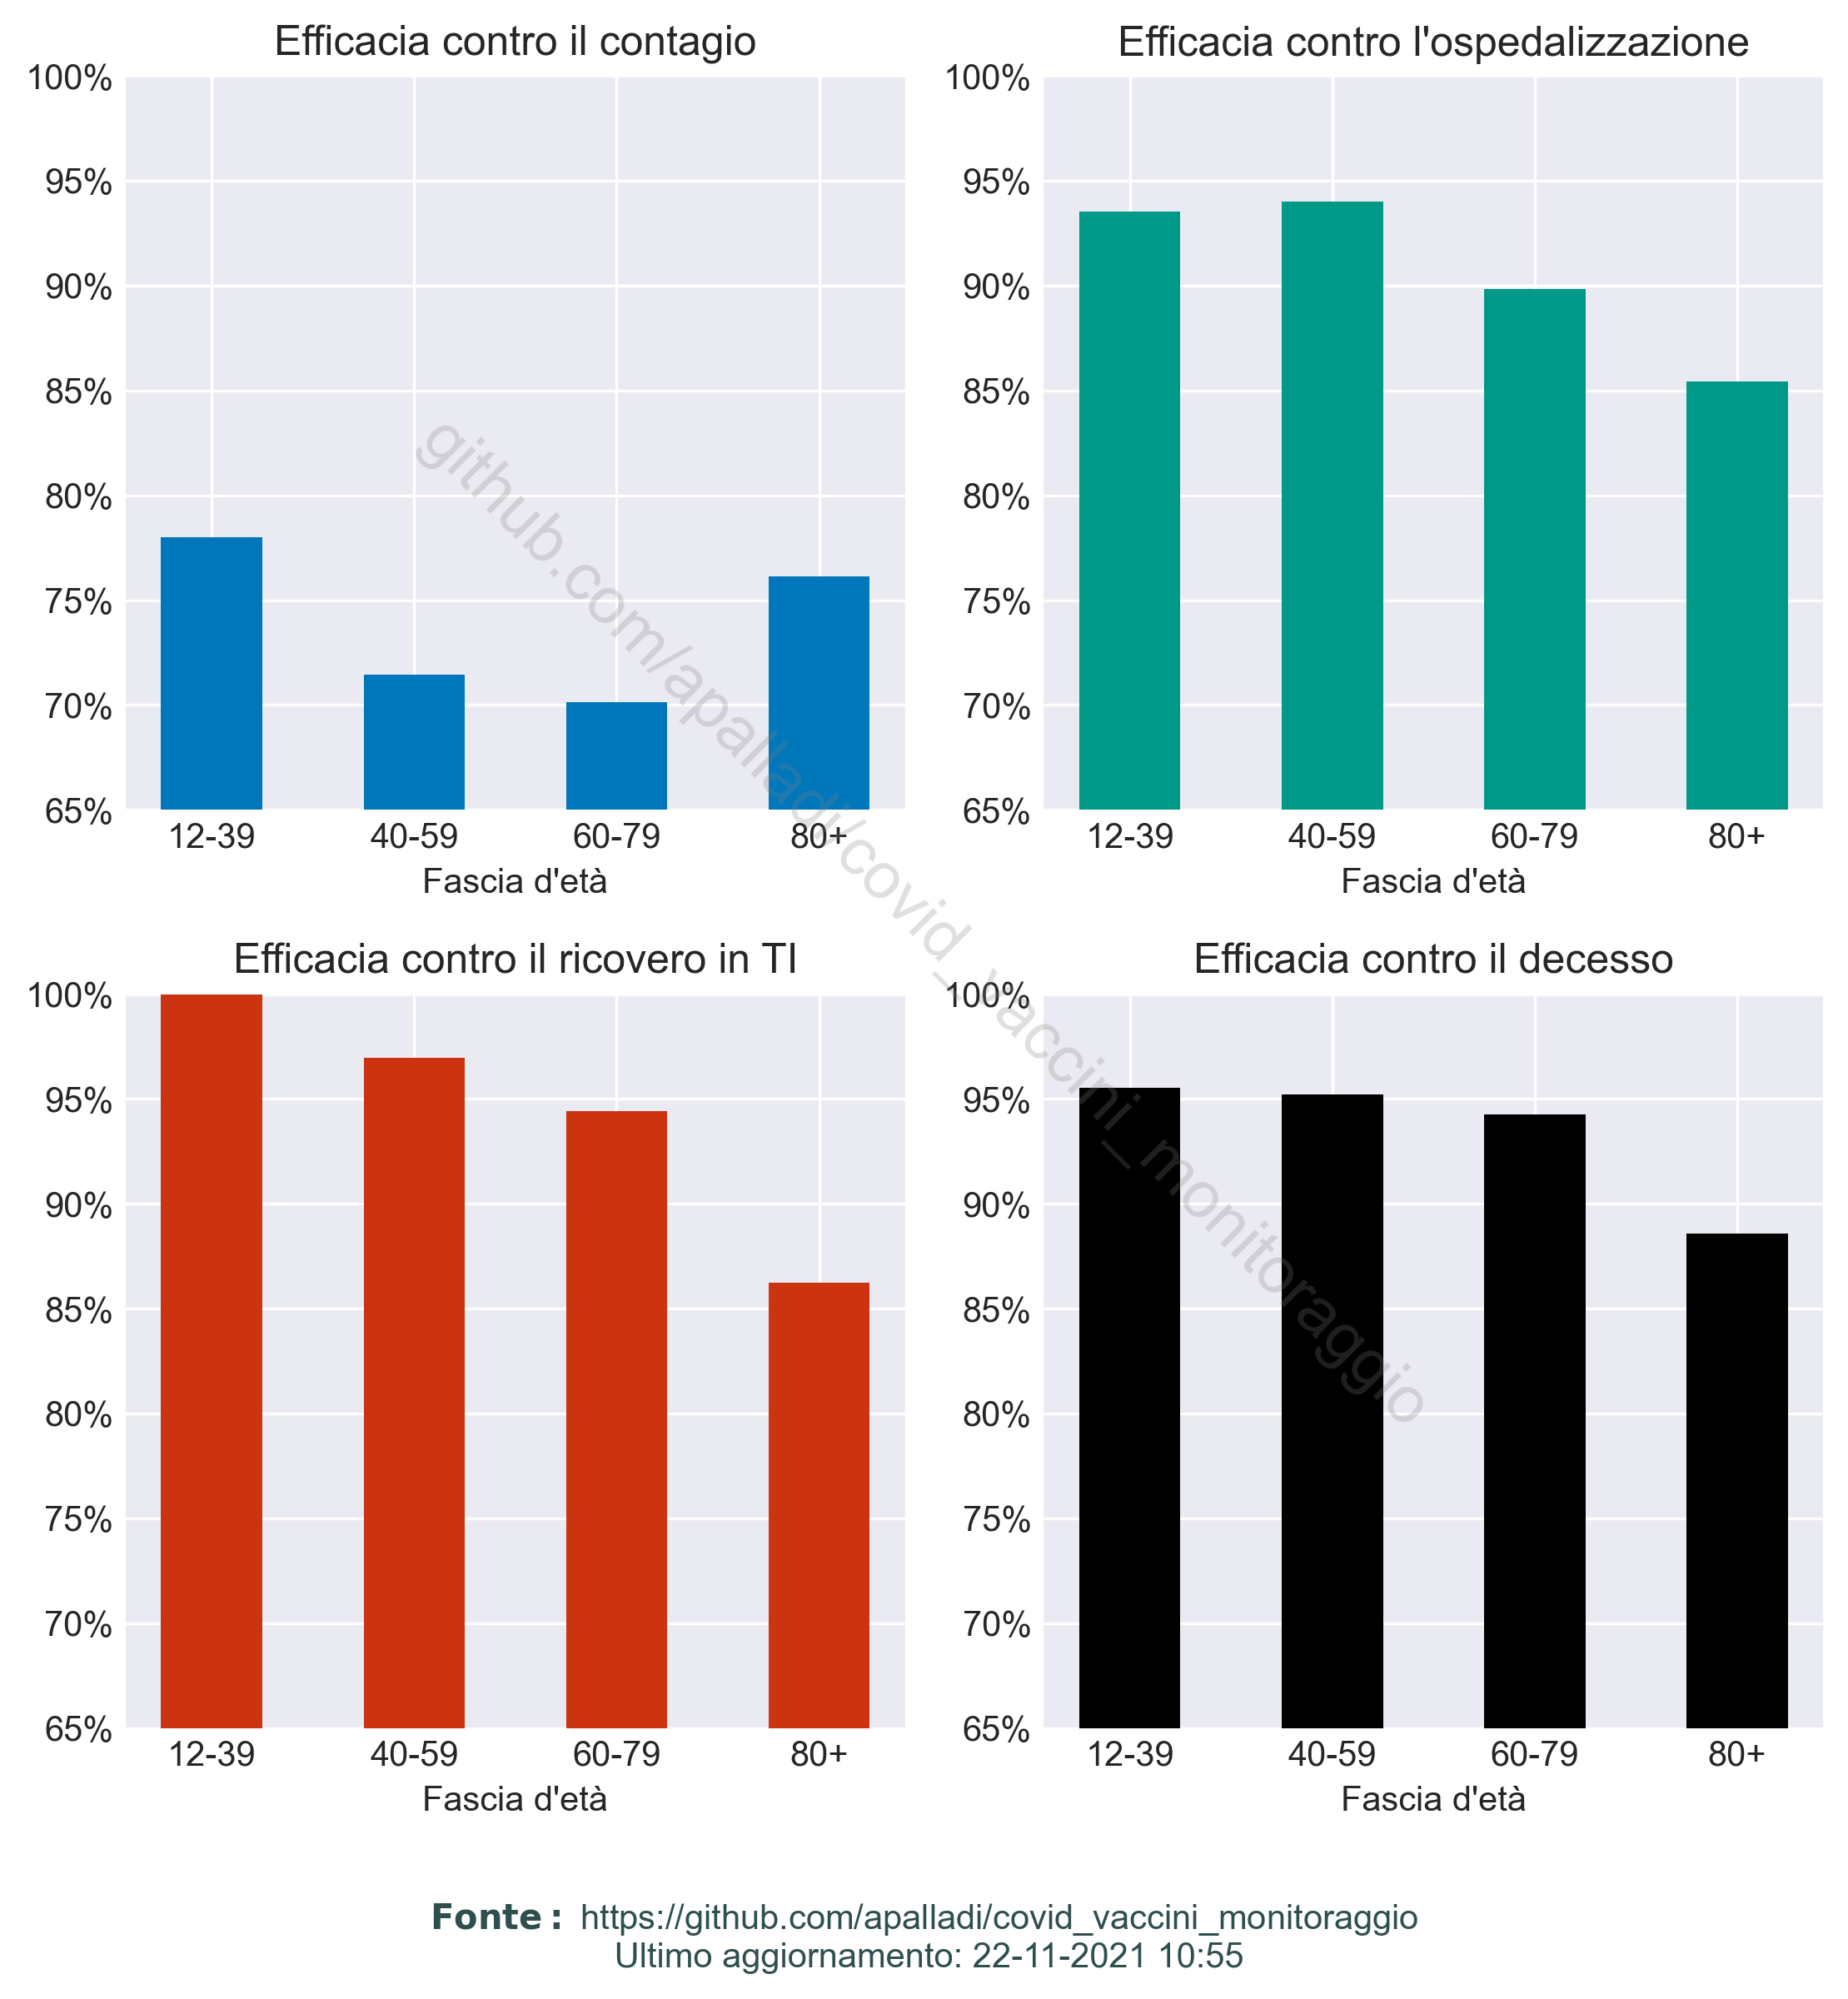 Efficacia contro il contagio
100%
95%
90%
85%
80%
75%
70%
65%
12-39 40-59 60-79 80+
Fascia d'età
Efficacia contro l'ospedalizzazione
100%
95%
90%
85%
80%
75%
70%
65%
12-39 40-59 60-79 80+
Fascia d'età
Efficacia contro il ricovero in TI
100%
95%
90%
85%
80%
75%
70%
65%
12-39 40-59 60-79 80+
Fascia d'età
Efficacia contro il decesso
100%
95%
90%
85%
80%
75%
70%
65%
12-39 40-59 60-79 80+
Fascia d'età
github.com/apalladi/covid_vaccini_monitoraggio
Fonte: https://github.com/apalladi/covid_vaccini_monitoraggio
Ultimo aggiornamento: 22-11-2021 10:55